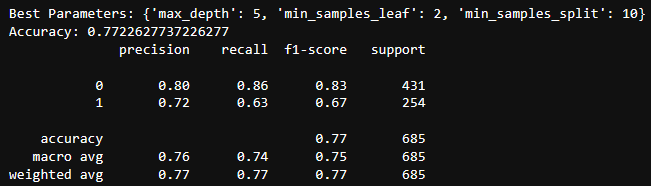 Best Parameters: {'max_depth': 5, 'min_samples_leaf': 2, 'min_samples_split': 10}
Accuracy: 0.7722627737226277
precision recall f1-score support
0 0.80 0.86 0.83 431
1 0.72 0.63 0.67 254
accuracy 0.77 685
macro avg 0.76 0.74 0.75 685
weighted avg 0.77 0.77 0.77 685